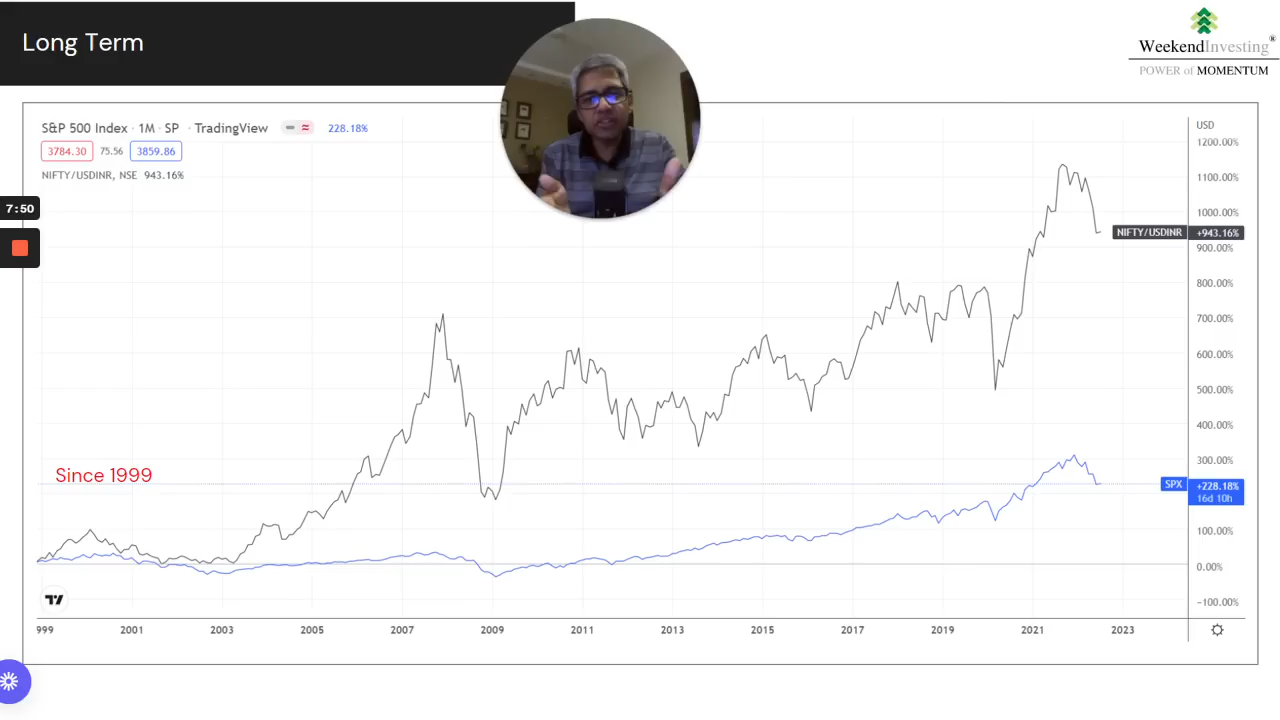 Long Term
WeekendInvesting®
POWER of MOMENTUM
S&P 500 Index · 1M · SP · TradingView 228.18%
3784.30 75.56 3859.86
NIFTY/USDINR, NSE 943.16%
7:50
USD
1200.00%
1100.00%
1000.00%
NIFTY/USDINR +943.16%
900.00%
800.00%
700.00%
600.00%
500.00%
400.00%
300.00%
Since 1999
SPX +228.18%
16d 10h
100.00%
0.00%
-100.00%
999 2001 2003 2005 2007 2009 2011 2013 2015 2017 2019 2021 2023